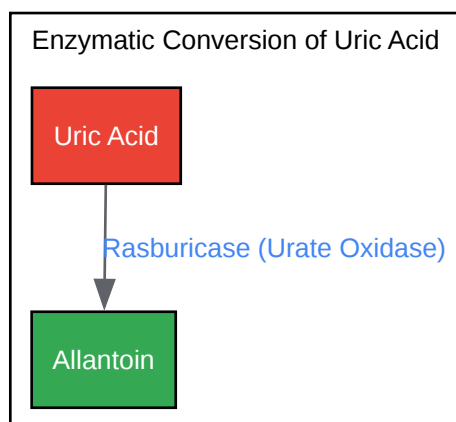 Enzymatic Conversion of Uric Acid
Uric Acid
Rasburicase (Urate Oxidase)
Allantoin